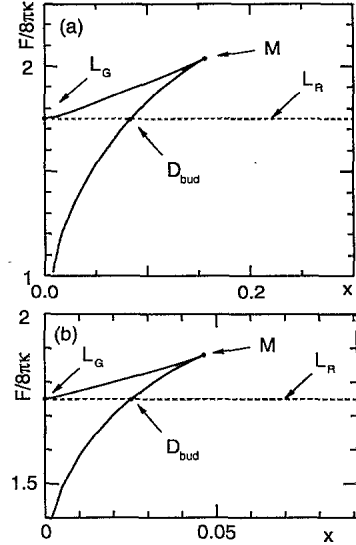 (a)
F/8πκ
2
1
L_G
M
L_R
D_bud
0.0
0.2
x
(b)
F/8πκ
2
1.5
L_G
M
L_R
D_bud
0
0.05
x